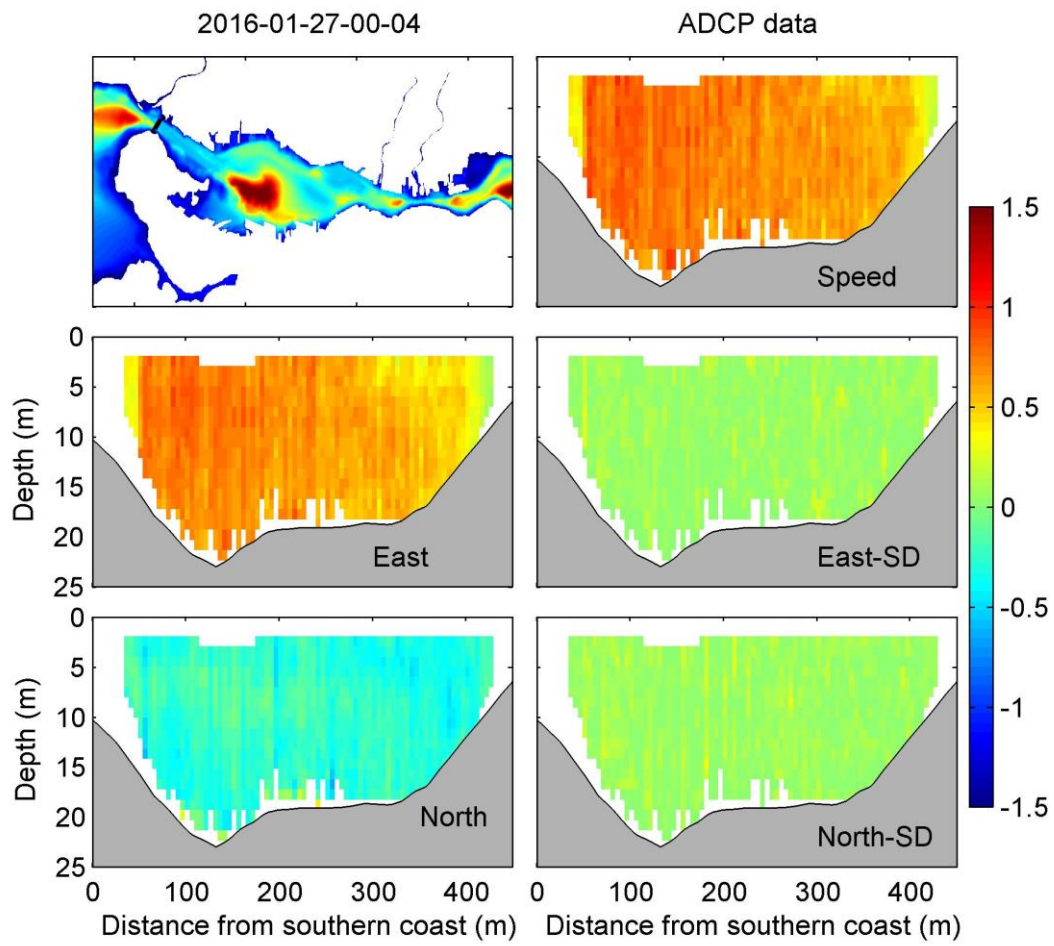 2016-01-27-00-04
ADCP data
Speed
0
5
10
15
20
25
Depth (m)
East
East-SD
0
5
10
15
20
25
Depth (m)
North
North-SD
0 100 200 300 400
0 100 200 300 400
Distance from southern coast (m)
Distance from southern coast (m)
1.5
1
0.5
0
-0.5
-1
-1.5